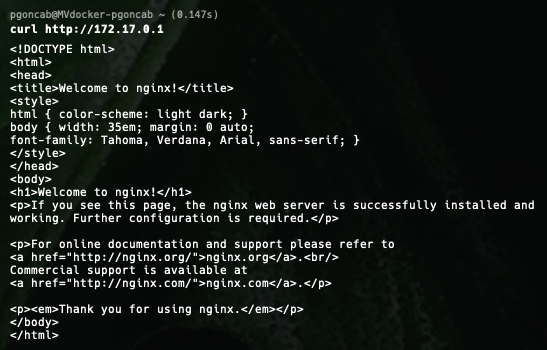 pgoncab@MVdocker-pgoncab ~ (0.147s)
curl http://172.17.0.1
<!DOCTYPE html>
<html>
<head>
<title>Welcome to nginx!</title>
<style>
html { color-scheme: light dark; }
body { width: 35em; margin: 0 auto;
font-family: Tahoma, Verdana, Arial, sans-serif; }
</style>
</head>
<body>
<h1>Welcome to nginx!</h1>
<p>If you see this page, the nginx web server is successfully installed and
working. Further configuration is required.</p>

<p>For online documentation and support please refer to
<a href="http://nginx.org/">nginx.org</a>.<br/>
Commercial support is available at
<a href="http://nginx.com/">nginx.com</a>.</p>

<p><em>Thank you for using nginx.</em></p>
</body>
</html>